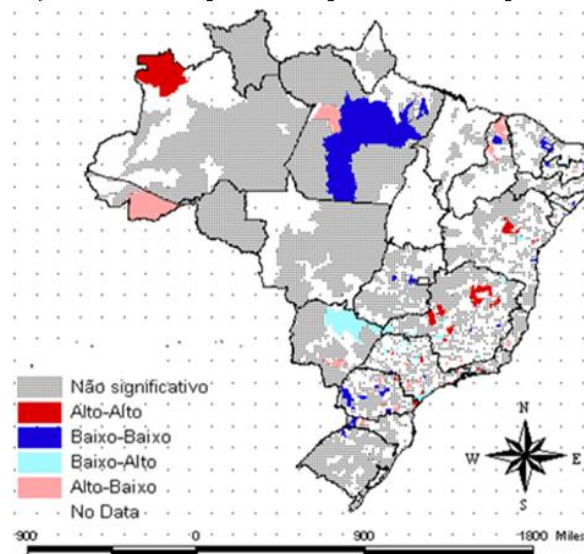 Não significativo
Alto-Alto
Baixo-Baixo
Baixo-Alto
Alto-Baixo
No Data
N
W E
S
900 0 900 1800 Miles